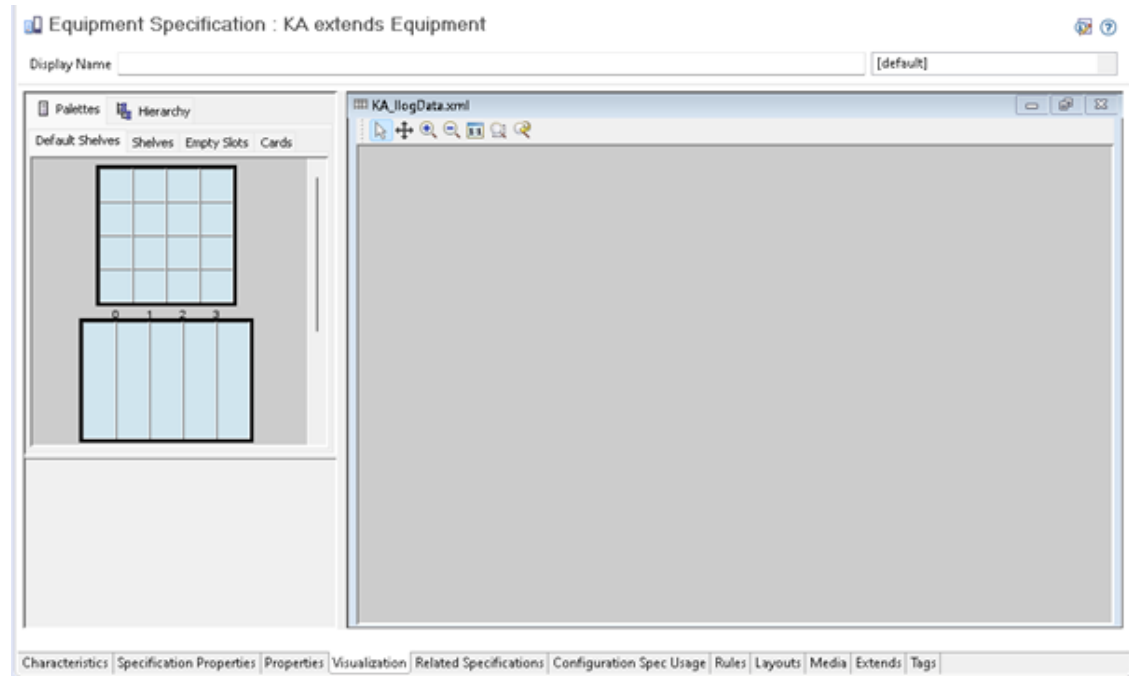 Equipment Specification : KA extends Equipment
Display Name
[default]
Palettes Hierarchy
Default Shelves Shelves Empty Slots Cards
0 1 2 3
KA_IlogData.xml
Characteristics Specification Properties Properties Visualization Related Specifications Configuration Spec Usage Rules Layouts Media Extends Tags